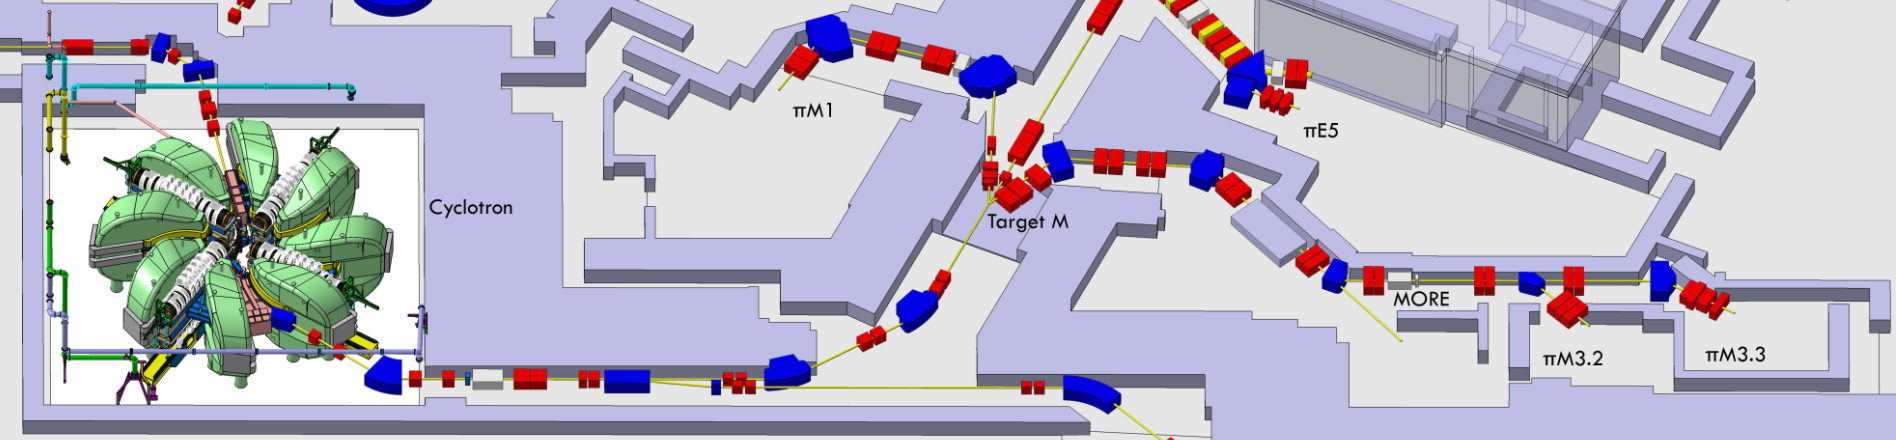 πM1
πE5
Cyclotron
Target M
MORE
πM3.2
πM3.3